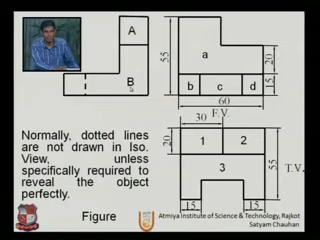 A
B
55
a
b
c
d
20
15
60
F.V.
30
20
1
2
3
55
T.V.
15
15
Normally, dotted lines
are not drawn in Iso.
View, unless
specifically required to
reveal the object
perfectly.
Figure
Atmiya Institute of Science & Technology, Rajkot
Satyam Chauhan